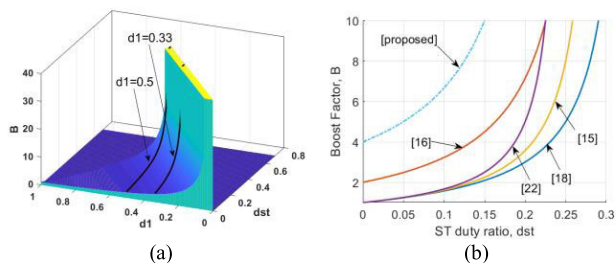 (a)
d1=0.33
d1=0.5
B
40
30
20
10
0
1
0.8
0.6
0.4
0.2
0
d1
0
0.2
0.4
0.6
0.8
dst
(a)
(b)
10
8
6
4
2
Boost Factor, B
[proposed]
[16]
[15]
[22]
[18]
0
0.05
0.1
0.15
0.2
0.25
0.3
ST duty ratio, dst
(b)